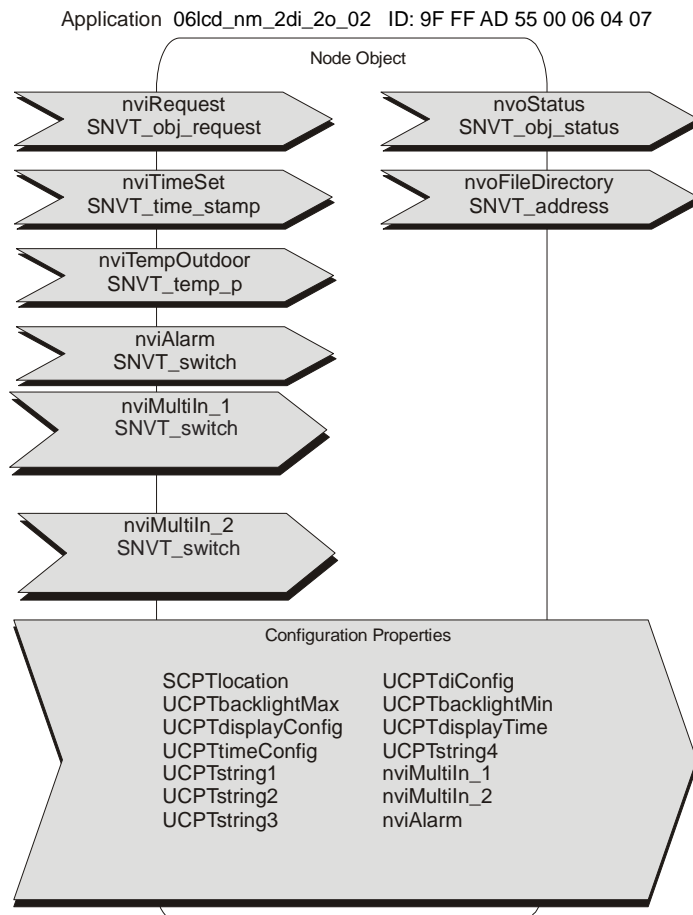 Application 06lcd_nm_2di_2o_02 ID: 9F FF AD 55 00 06 04 07
Node Object
nviRequest
SNVT_obj_request
nvoStatus
SNVT_obj_status
nviTimeSet
SNVT_time_stamp
nvoFileDirectory
SNVT_address
nviTempOutdoor
SNVT_temp_p
nviAlarm
SNVT_switch
nviMultiIn_1
SNVT_switch
nviMultiIn_2
SNVT_switch
Configuration Properties
SCPTlocation
UCPTbacklightMax
UCPTdisplayConfig
UCPTtimeConfig
UCPTstring1
UCPTstring2
UCPTstring3
UCPTdiConfig
UCPTbacklightMin
UCPTdisplayTime
UCPTstring4
nviMultiIn_1
nviMultiIn_2
nviAlarm